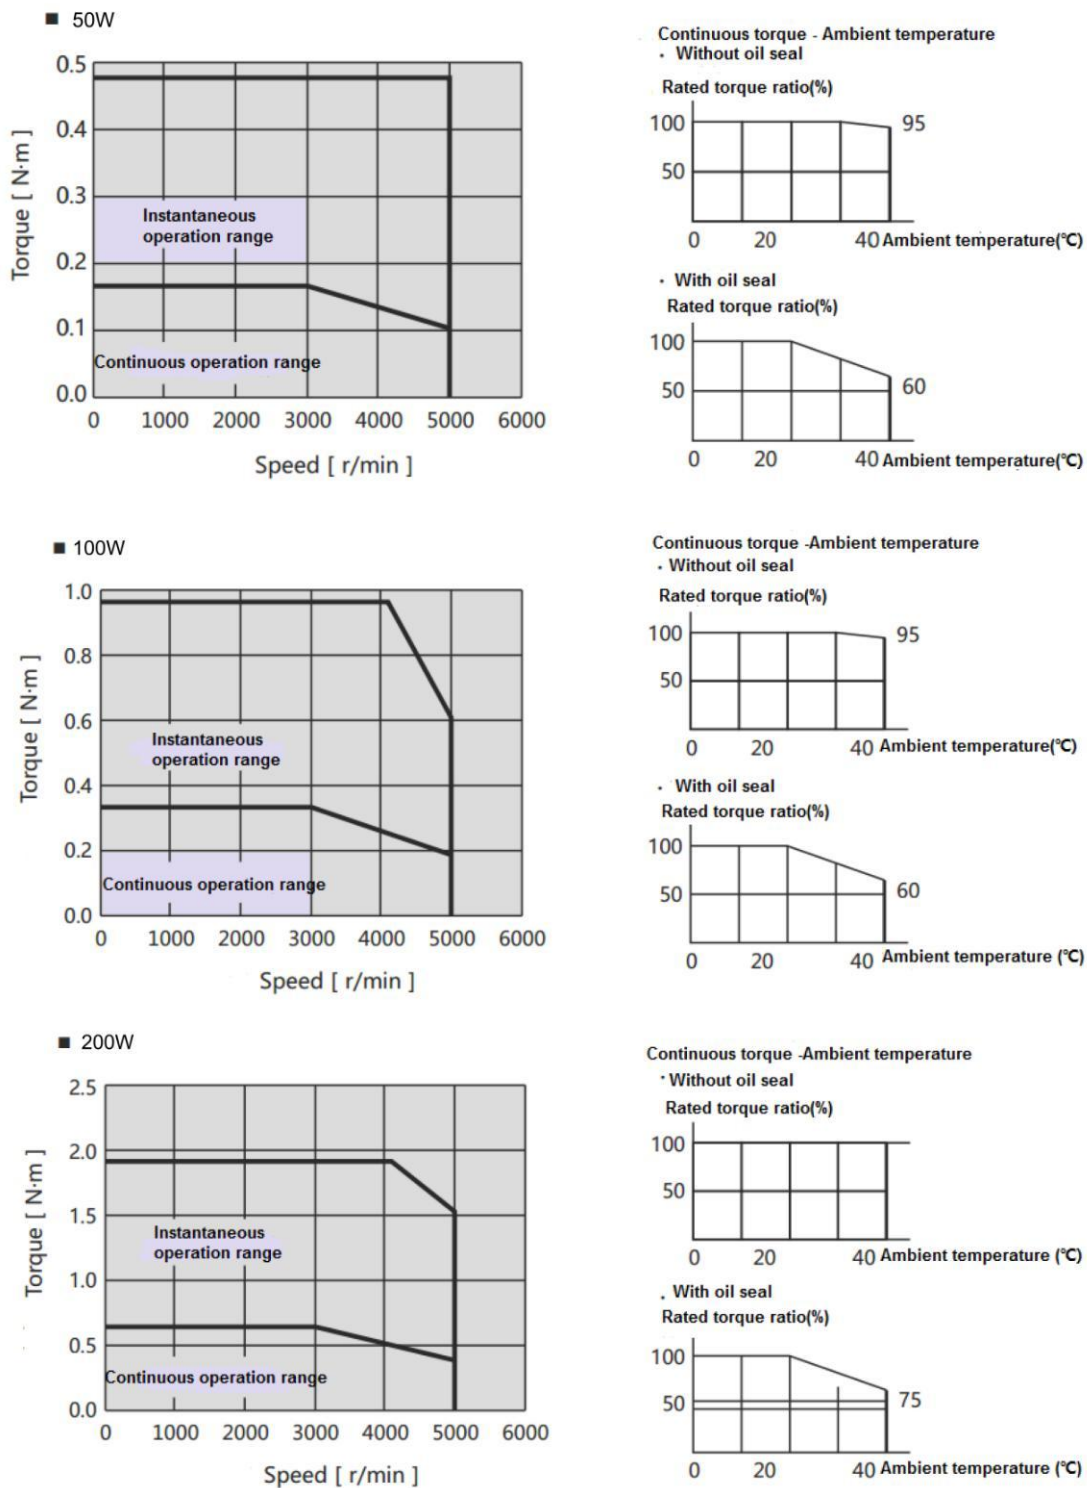 ■ 50W
0.5
0.4
0.3
0.2
0.1
0.0
Torque [ N·m ]
Instantaneous
operation range
Continuous operation range
0 1000 2000 3000 4000 5000 6000
Speed [ r/min ]
Continuous torque - Ambient temperature
· Without oil seal
Rated torque ratio(%)
100
95
50
0 20 40 Ambient temperature(℃)
· With oil seal
Rated torque ratio(%)
100
50
60
0 20 40 Ambient temperature(℃)
■ 100W
1.0
0.8
0.6
0.4
0.2
0.0
Torque [ N·m ]
Instantaneous
operation range
Continuous operation range
0 1000 2000 3000 4000 5000 6000
Speed [ r/min ]
Continuous torque -Ambient temperature
· Without oil seal
Rated torque ratio(%)
100
95
50
0 20 40 Ambient temperature(℃)
· With oil seal
Rated torque ratio(%)
100
50
60
0 20 40 Ambient temperature (℃)
■ 200W
2.5
2.0
1.5
1.0
0.5
0.0
Torque [ N·m ]
Instantaneous
operation range
Continuous operation range
0 1000 2000 3000 4000 5000 6000
Speed [ r/min ]
Continuous torque -Ambient temperature
· Without oil seal
Rated torque ratio(%)
100
50
0 20 40 Ambient temperature (℃)
. With oil seal
Rated torque ratio(%)
100
50
75
0 20 40 Ambient temperature (℃)